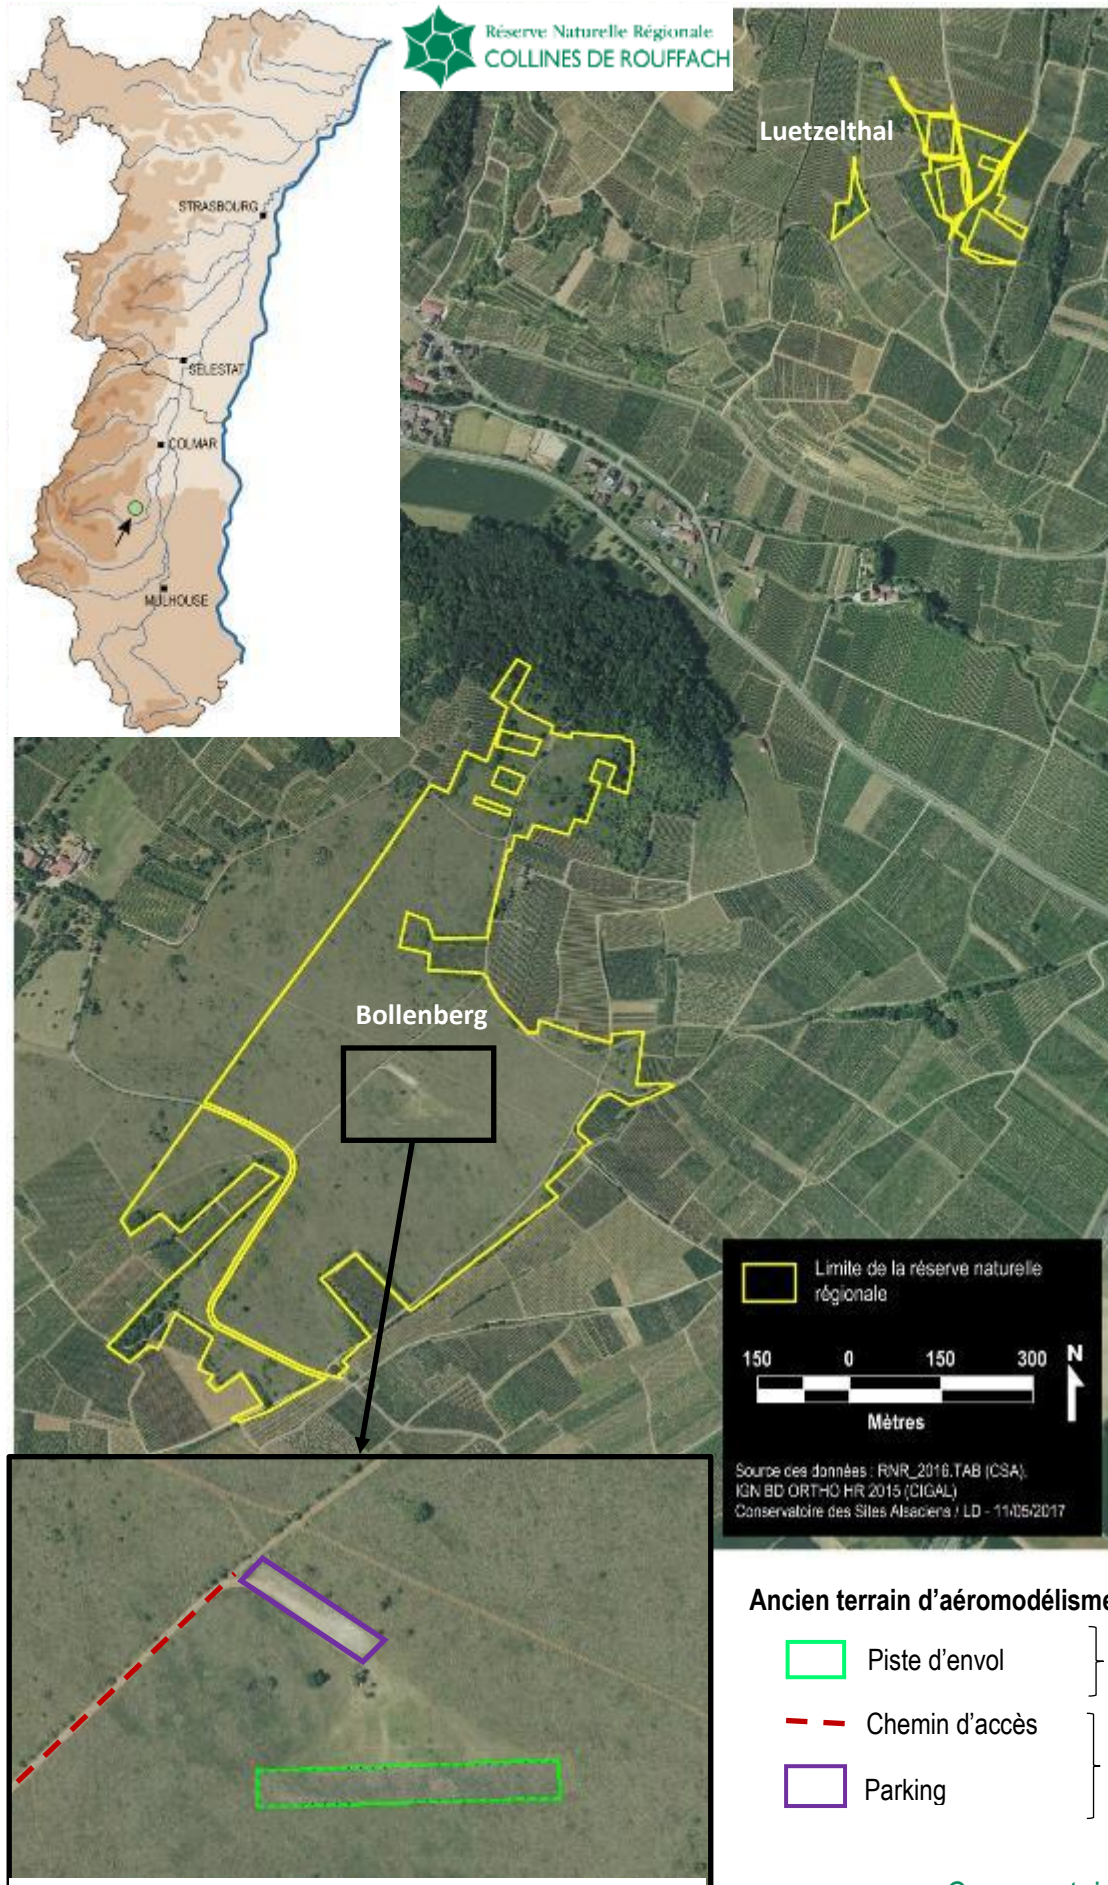 Réserve Naturelle Régionale
COLLINES DE ROUFFACH
STRASBOURG
SELESTAT
COLMAR
MULHOUSE
Luetzelthal
Bollenberg
Limite de la réserve naturelle
régionale
150 0 150 300 N
Mètres
Source des données : RNR_2016.TAB (CSA),
IGN BD ORTHO HR 2015 (CIGAL)
Conservatoire des Sites Alsaciens / LD - 11/05/2017
Ancien terrain d'aéromodélisme
Piste d'envol
Chemin d'accès
Parking